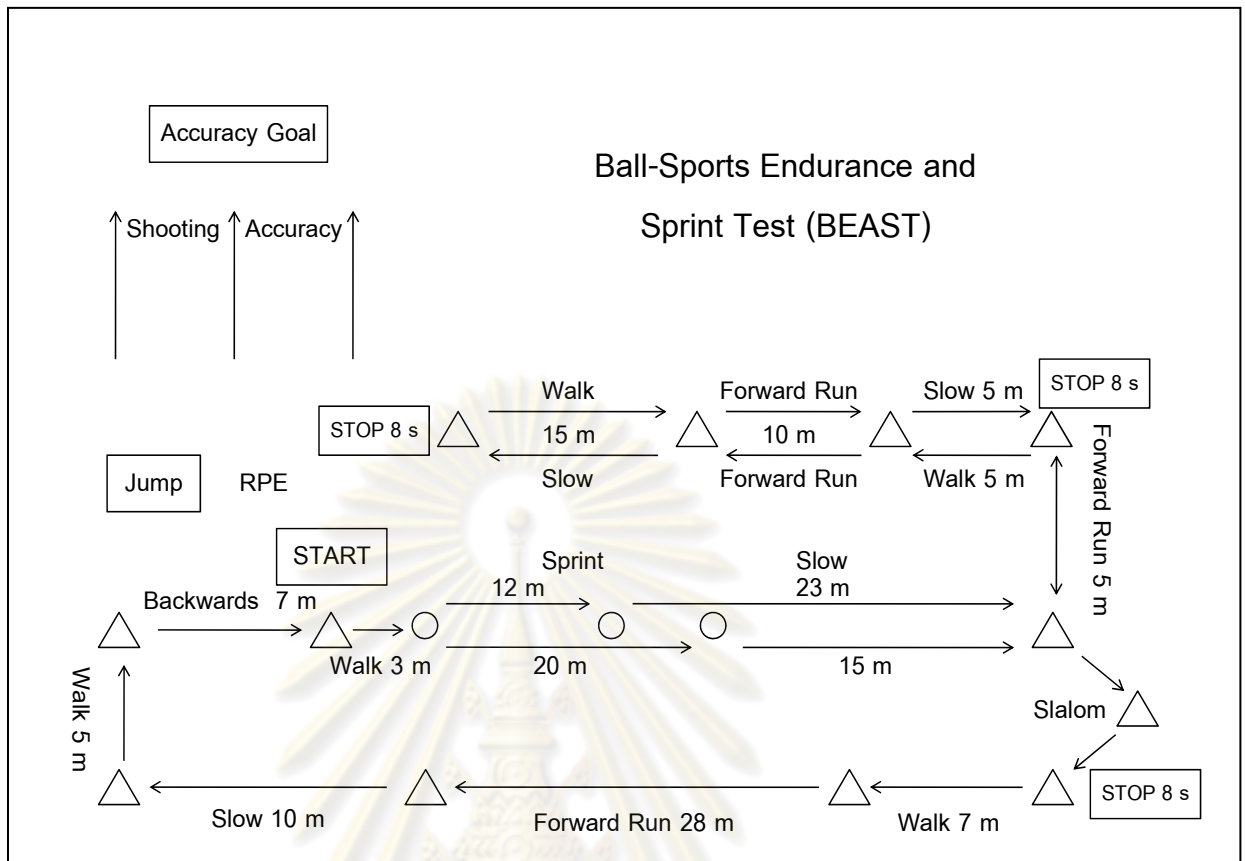 Accuracy Goal
Ball-Sports Endurance and
Sprint Test (BEAST)
Shooting
Accuracy
STOP 8 s
Walk
15 m
Slow
Forward Run
10 m
Forward Run
Slow 5 m
Walk 5 m
STOP 8 s
Forward Run 5 m
Jump
RPE
START
Backwards 7 m
Walk 3 m
Sprint
12 m
20 m
Slow
23 m
15 m
Slalom
STOP 8 s
Walk 7 m
Forward Run 28 m
Slow 10 m
Walk 5 m